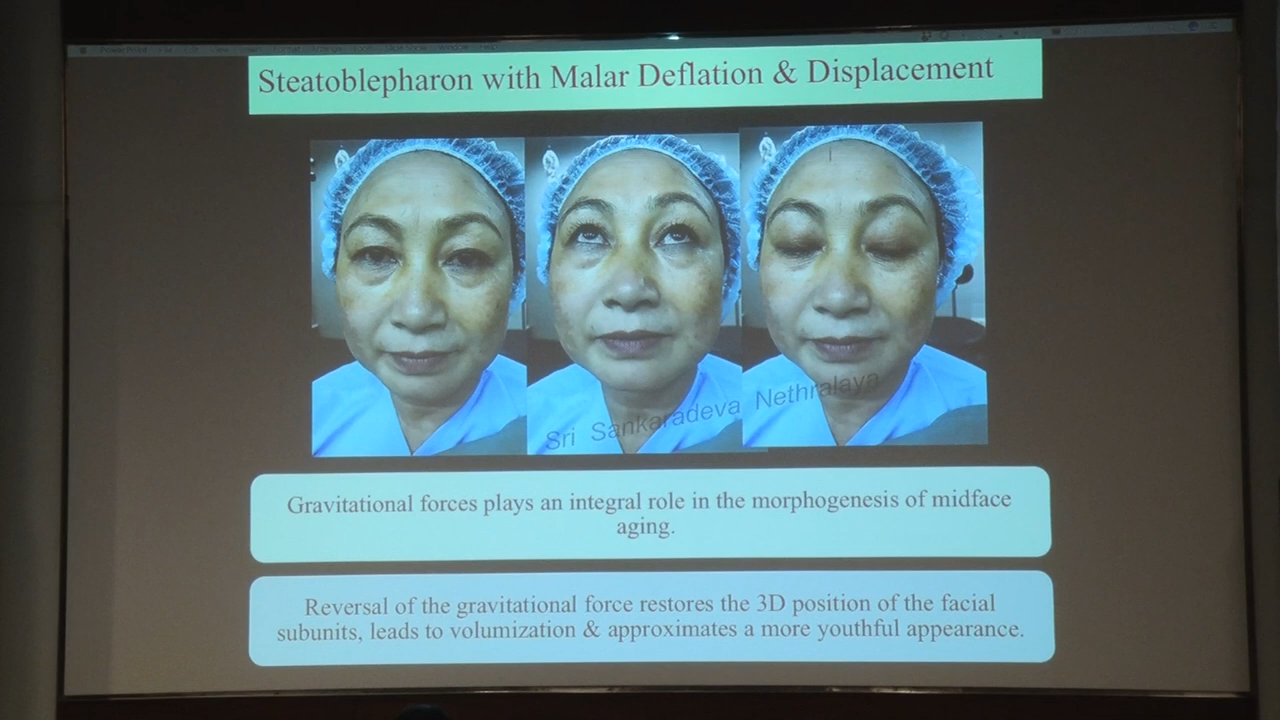 PowerPoint
Steatoblepharon with Malar Deflation & Displacement
Sri Sankaradeva Nethralaya
Gravitational forces plays an integral role in the morphogenesis of midface
aging.
Reversal of the gravitational force restores the 3D position of the facial
subunits, leads to volumization & approximates a more youthful appearance.